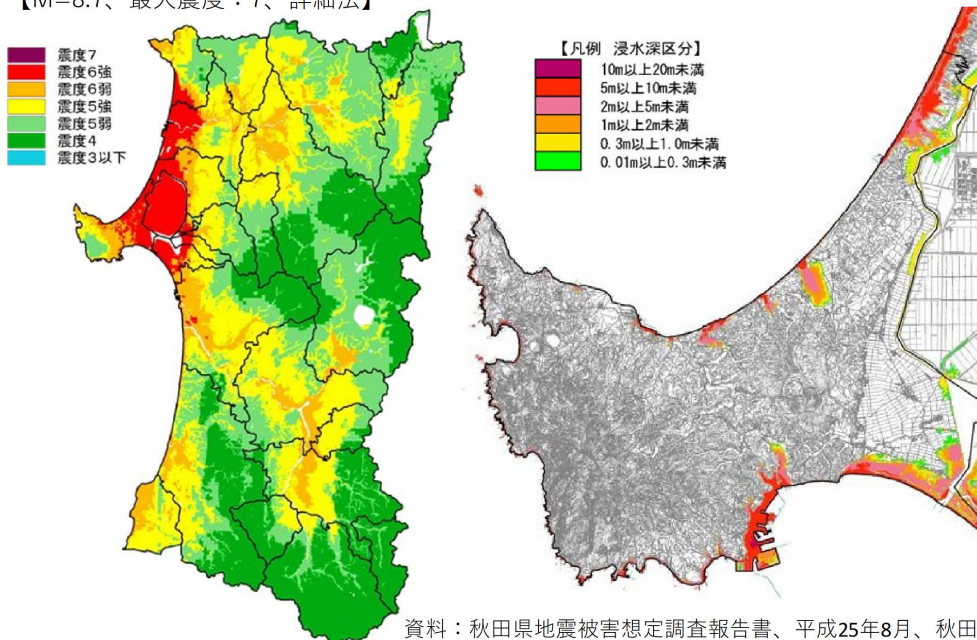 【M=8.7、最大震度：7、詳細法】
震度7
震度6強
震度6弱
震度5強
震度5弱
震度4
震度3以下
【凡例 浸水深区分】
10m以上20m未満
5m以上10m未満
2m以上5m未満
1m以上2m未満
0.3m以上1.0m未満
0.01m以上0.3m未満
資料：秋田県地震被害想定調査報告書、平成25年8月、秋田